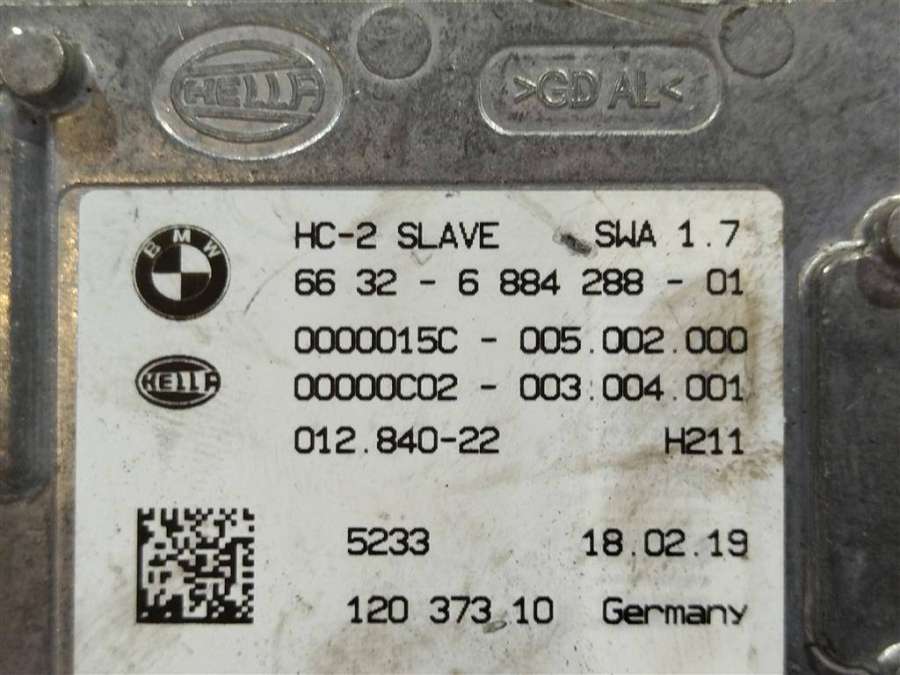 HELLA
>GD AL<
BMW
HC-2 SLAVE SWA 1.7
66 32 - 6 884 288 - 01
0000015C - 005.002.000
HELLA
00000C02 - 003.004.001
012.840-22 H211
5233 18.02.19
120 373 10 Germany